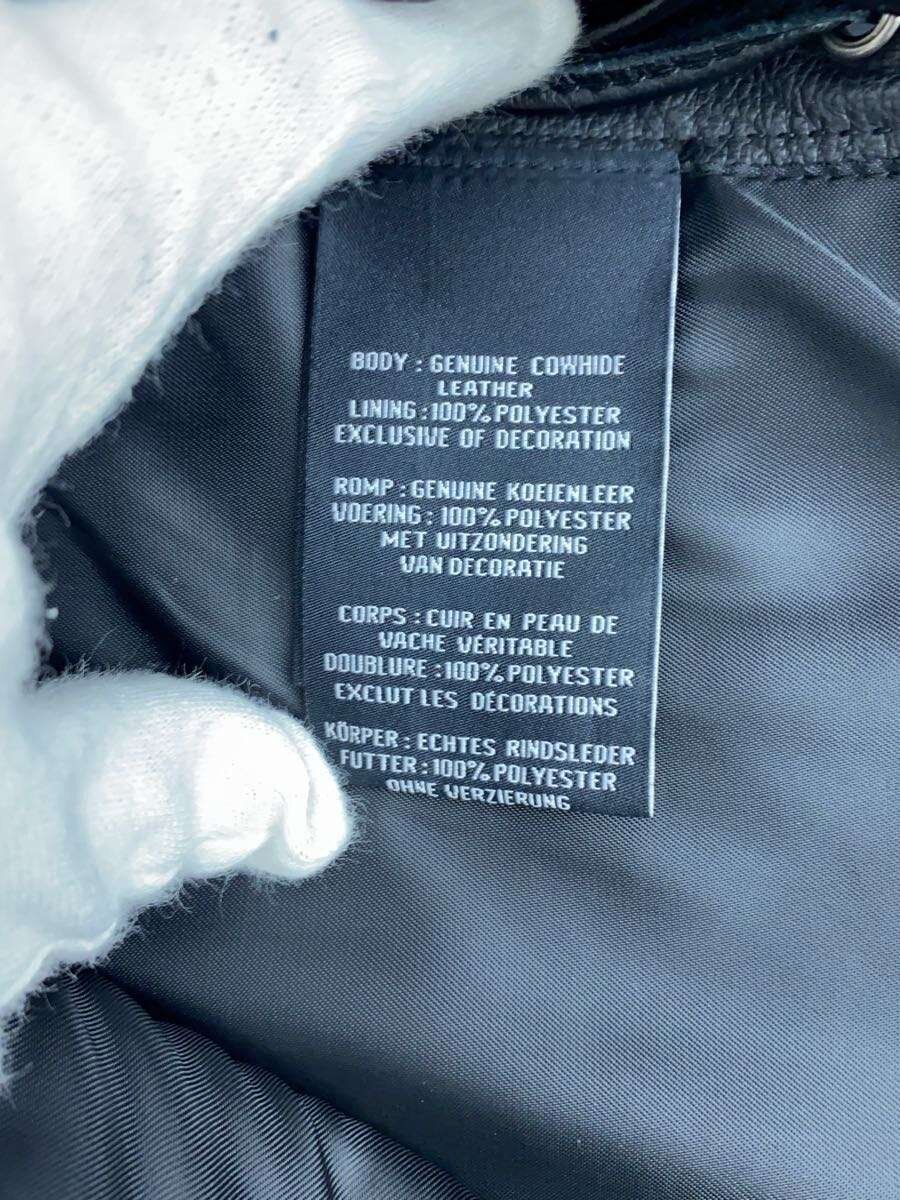 BODY : GENUINE COWHIDE
LEATHER
LINING : 100% POLYESTER
EXCLUSIVE OF DECORATION
ROMP : GENUINE KOEIENLEER
VOERING : 100% POLYESTER
MET UITZONDERING
VAN DECORATIE
CORPS : CUIR EN PEAU DE
VACHE VÉRITABLE
DOUBLURE : 100% POLYESTER
EXCLUT LES DÉCORATIONS
KÖRPER : ECHTES RINDSLEDER
FUTTER : 100% POLYESTER
OHNE VERZIERUNG